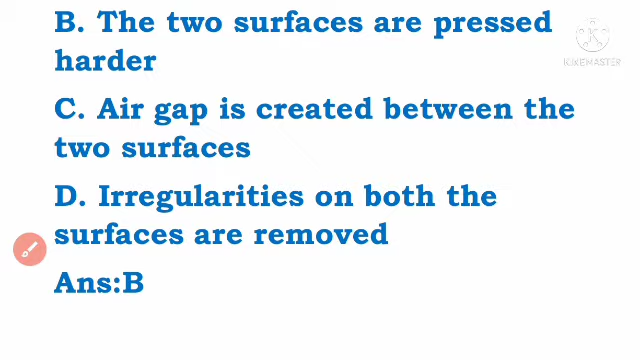 B. The two surfaces are pressed
harder
C. Air gap is created between the
two surfaces
D. Irregularities on both the
surfaces are removed
Ans:B
KINEMASTER